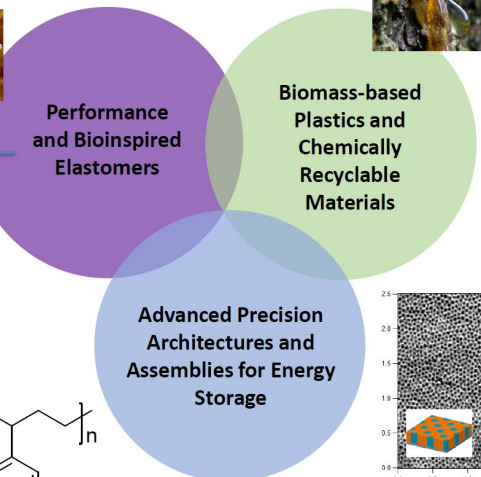 Performance
and Bioinspired
Elastomers
Biomass-based
Plastics and
Chemically
Recyclable
Materials
Advanced Precision
Architectures and
Assemblies for Energy
Storage
n
2.5
2.0
1.5
1.0
0.5
0.0